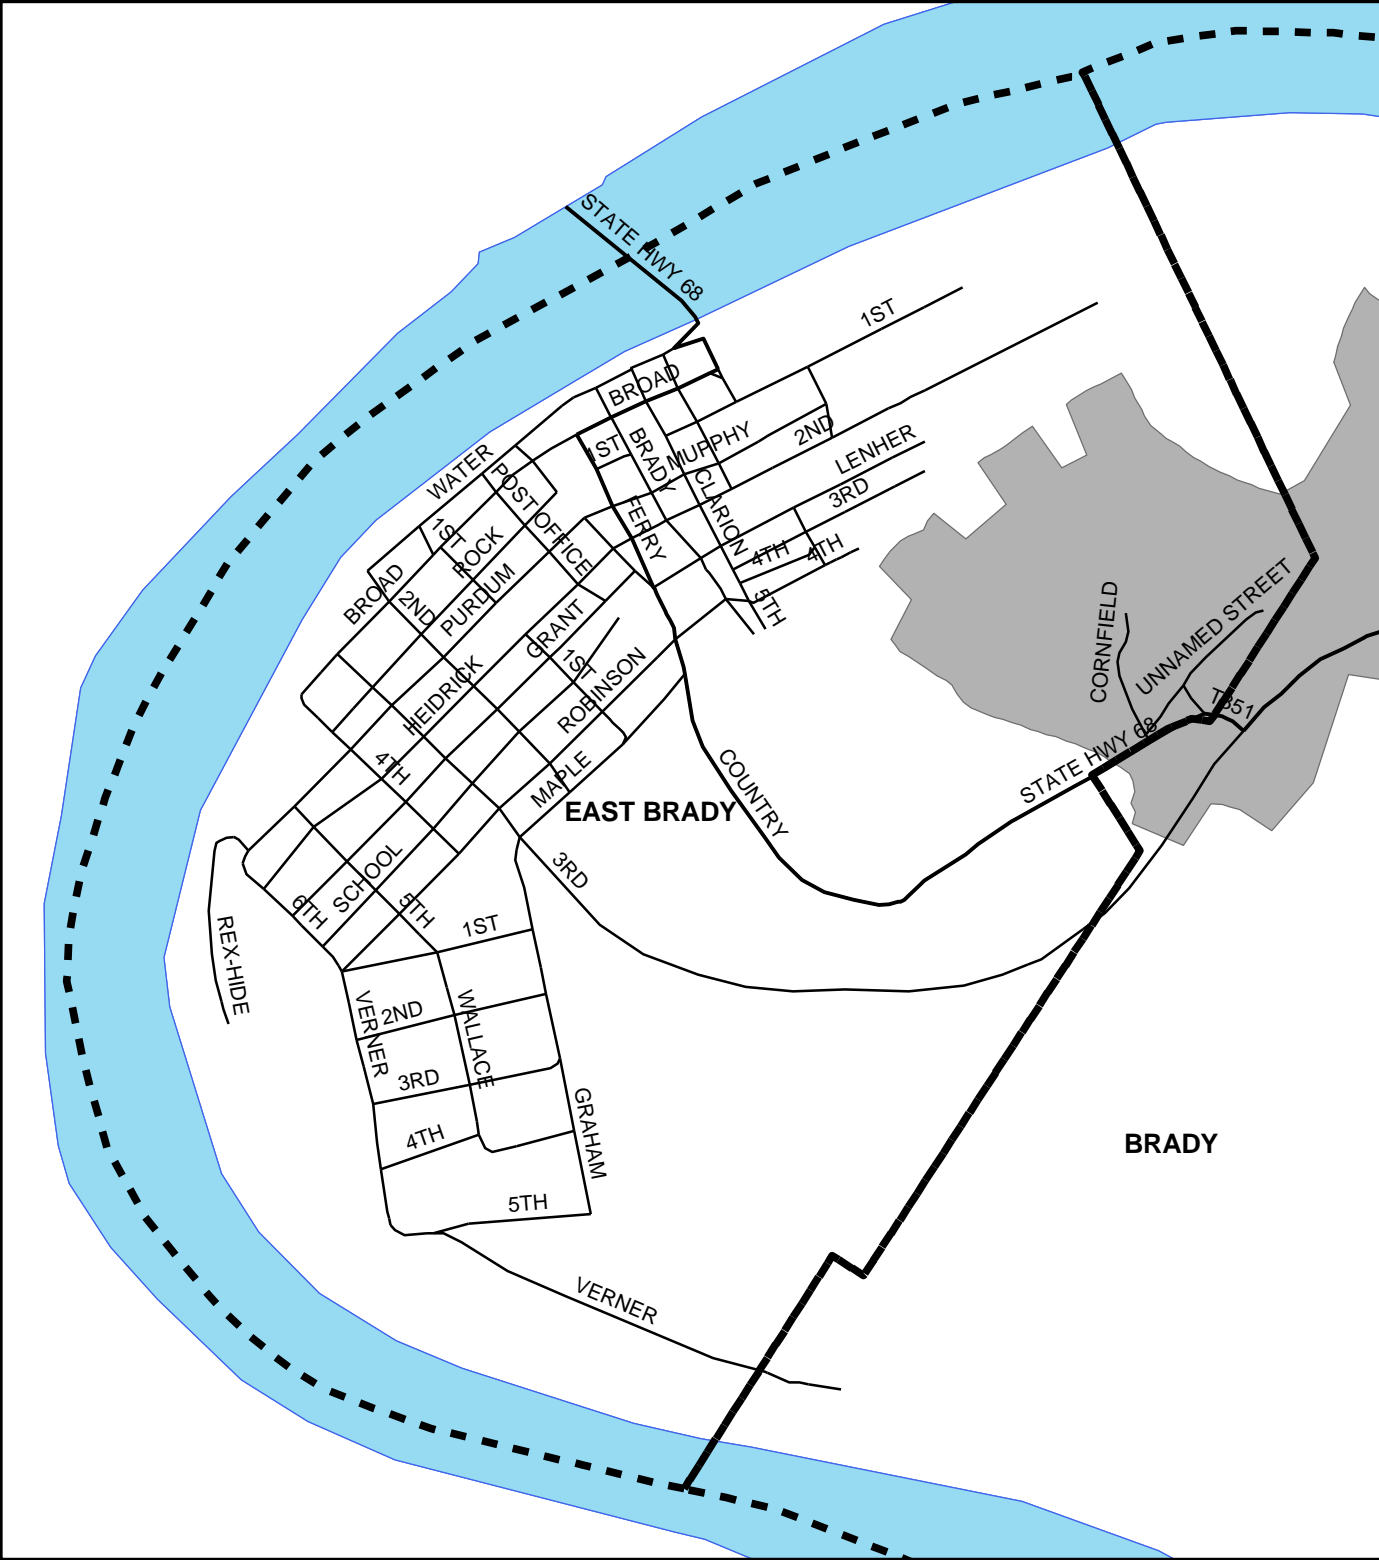 STATE HWY 68
1ST
BROAD
MURPHY
2ND
1ST
BRADY
LENHER
WATER
POST OFFICE
CLARION
3RD
FERRY
1ST
ROCK
4TH
4TH
BROAD
2ND
PURDUM
5TH
GRANT
CORNFIELD
UNNAMED STREET
1ST
ROBINSON
HEIDRICK
T351
STATE HWY 68
4TH
MAPLE
COUNTRY
EAST BRADY
3RD
SCHOOL
6TH
5TH
1ST
REX-HIDE
VERNER
2ND
WALLACE
3RD
GRAHAM
4TH
BRADY
5TH
VERNER